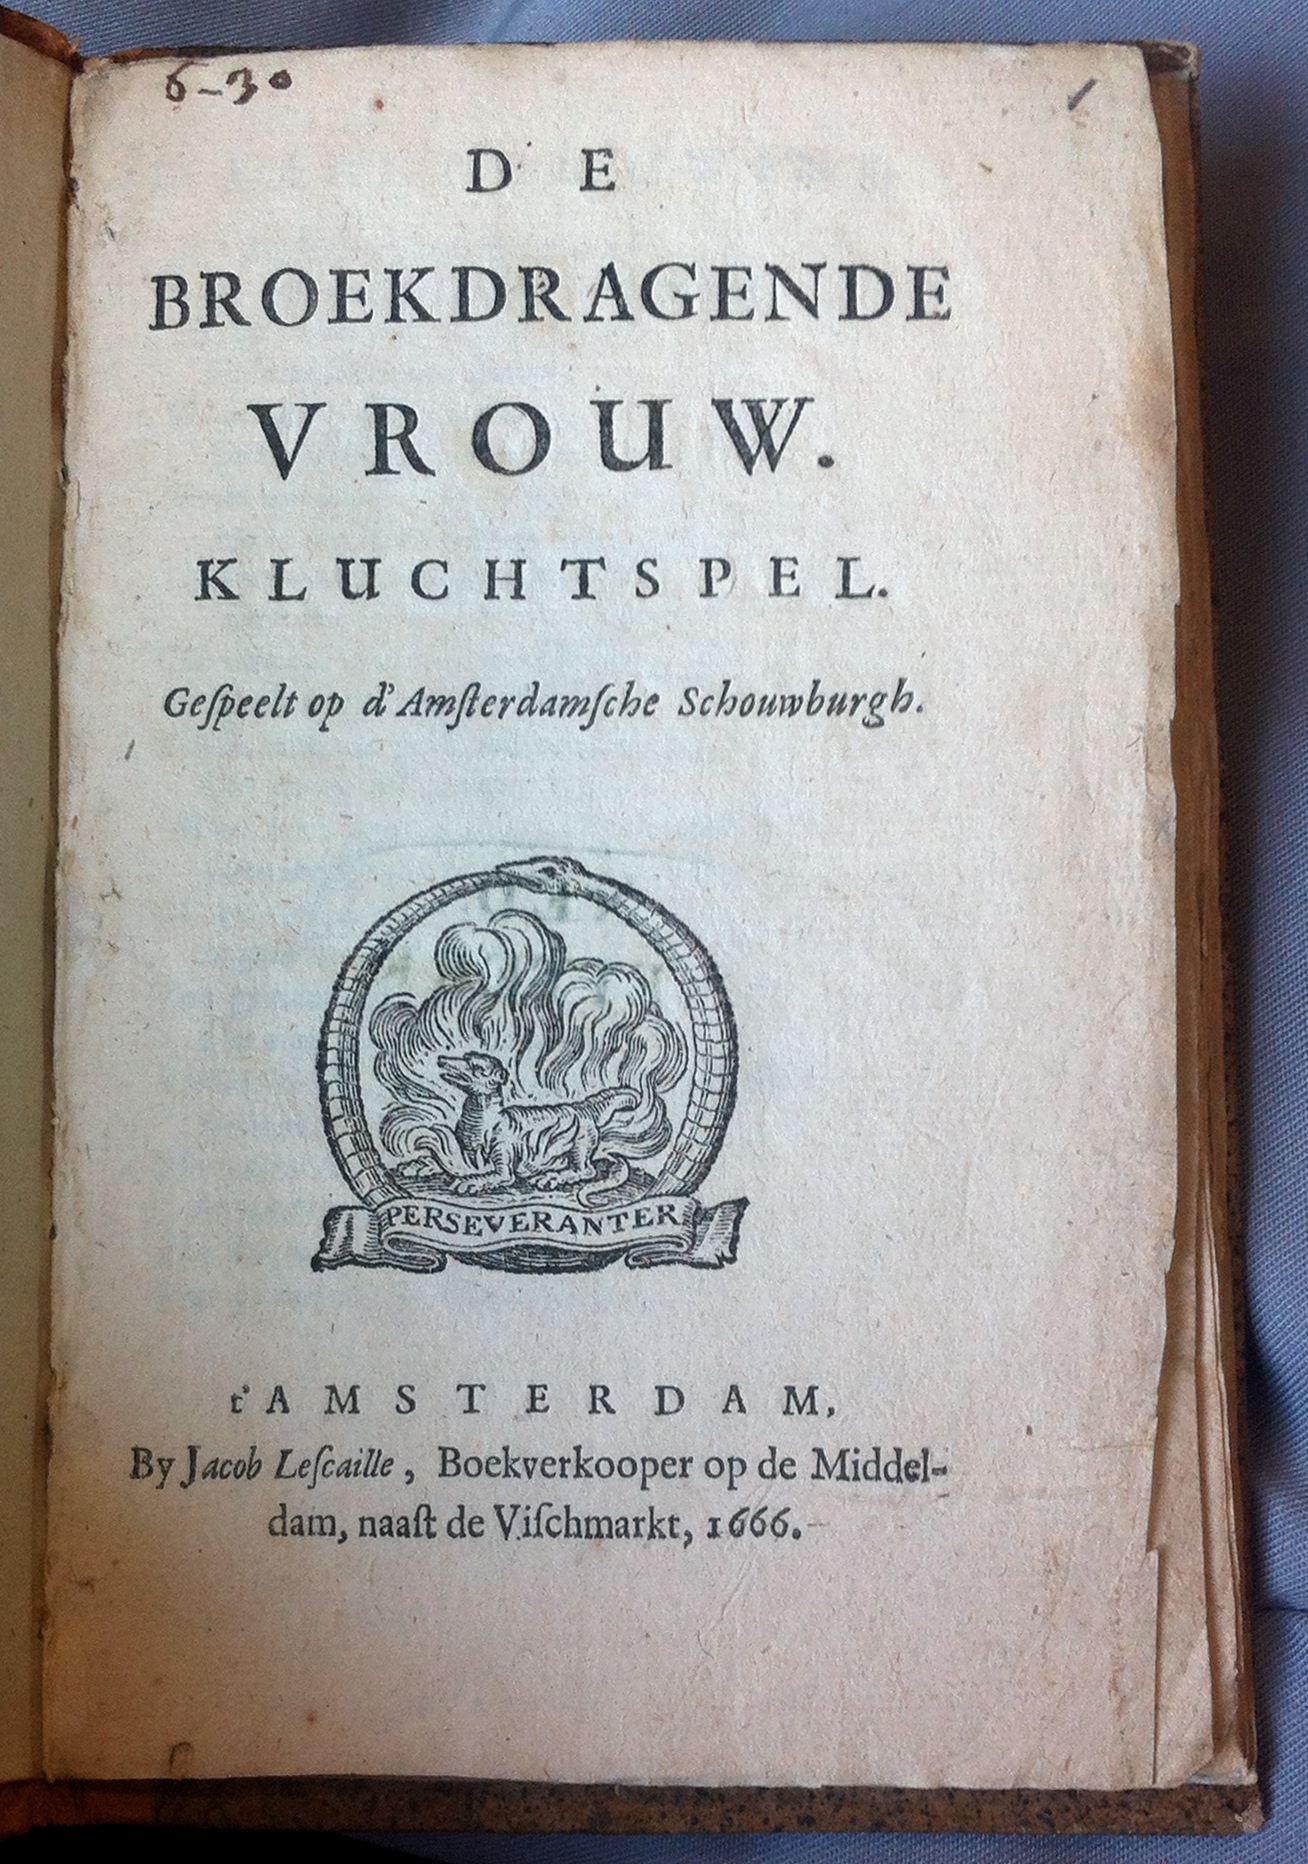 6-30
D E
BROEKDRAGENDE
VROUW.
KLUCHTSPEL.
Geſpeelt op d'Amſterdamſche Schouwburgh.
PERSEVERANTER
t'AMSTERDAM,
By Jacob Leſcaille, Boekverkooper op de Middel-
dam, naaſt de Viſchmarkt, 1666.